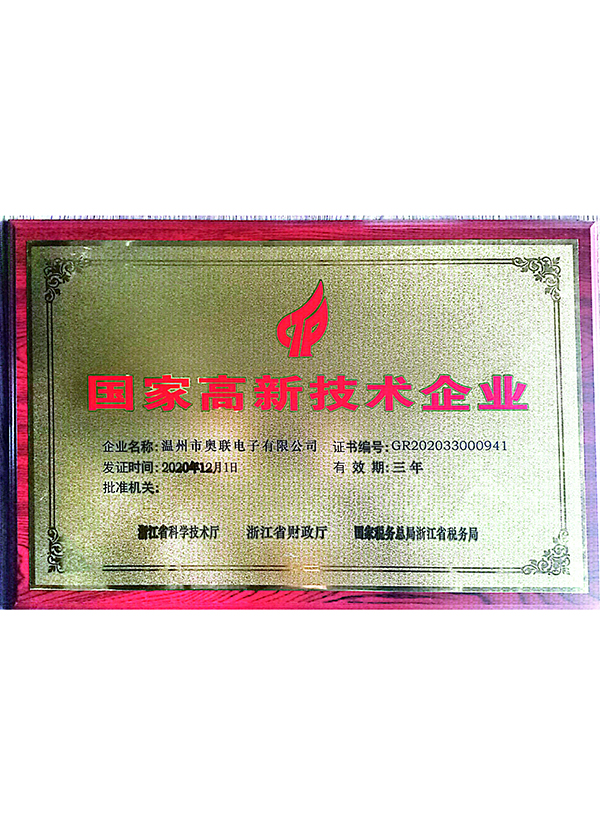 国家高新技术企业
企业名称:温州市奥联电子有限公司 证书编号:GR202033000941
发证时间:2020年12月1日 有 效 期:三 年
批准机关:
浙江省科学技术厅 浙江省财政厅 国家税务总局浙江省税务局